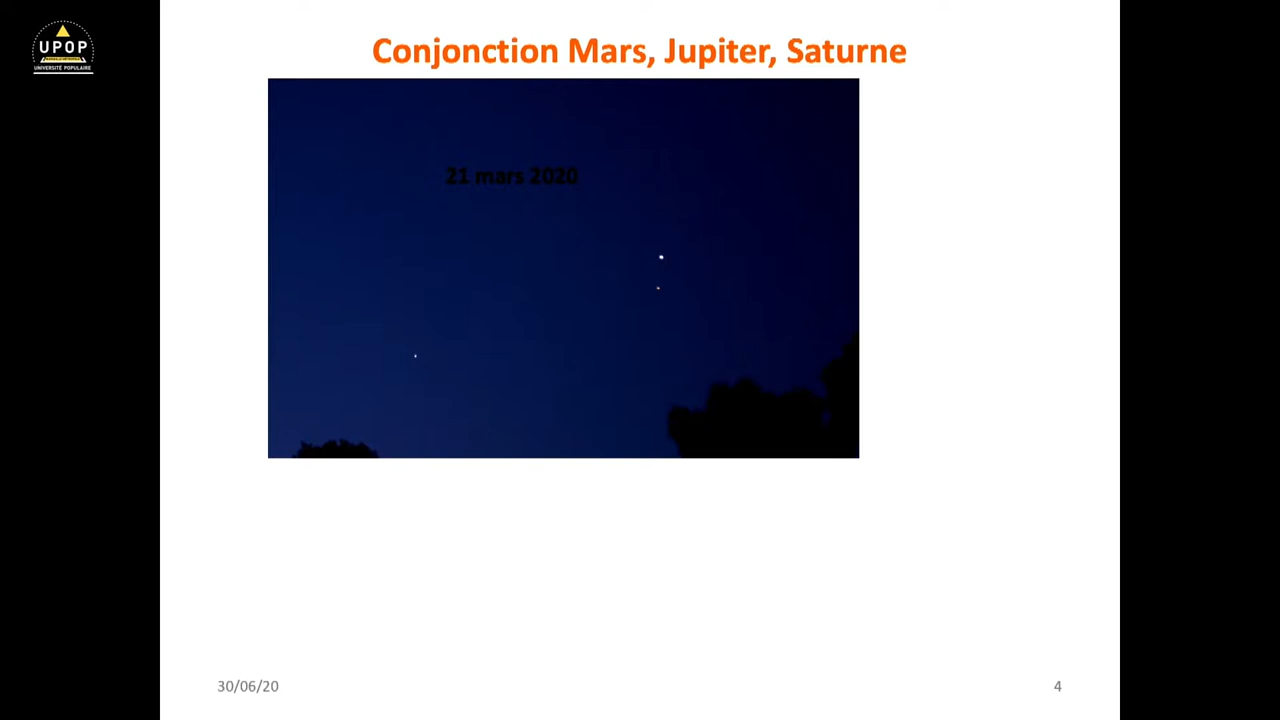 UPOP
UNIVERSITÉ POPULAIRE
Conjonction Mars, Jupiter, Saturne
21 mars 2020
30/06/20
4